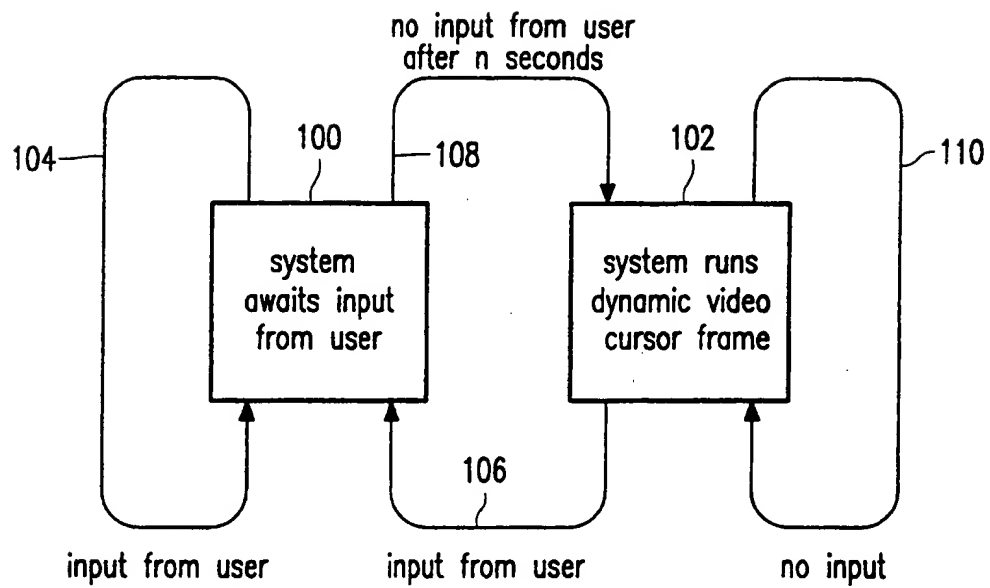 no input from user
after n seconds
104
100
108
102
110
system
awaits input
from user
system runs
dynamic video
cursor frame
106
input from user
input from user
no input